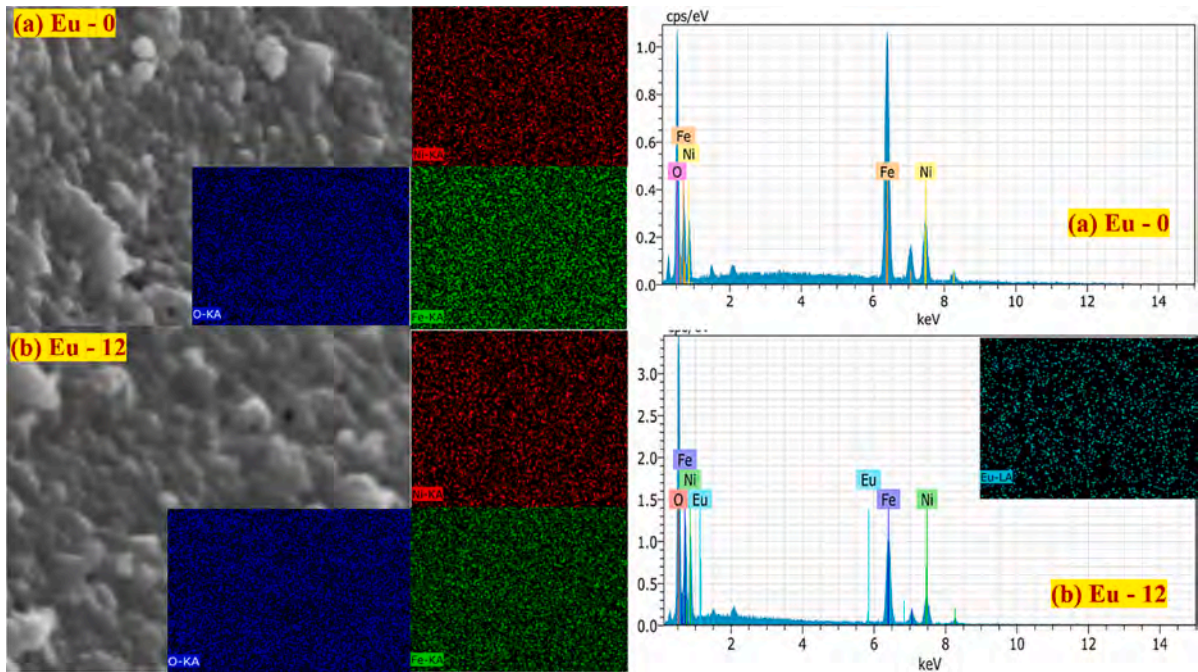 (a) Eu - 0
Ni-KA
O-KA
Fe-KA
cps/eV
1.0
0.8
0.6
0.4
0.2
0.0
Fe
Ni
O
Fe
Ni
(a) Eu - 0
2 4 6 8 10 12 14
keV
(b) Eu - 12
Ni-KA
O-KA
Fe-KA
3.0
2.5
2.0
1.5
1.0
0.5
0.0
Fe
Ni
Eu
O
Eu
Fe
Ni
Eu-LA
(b) Eu - 12
2 4 6 8 10 12 14
keV